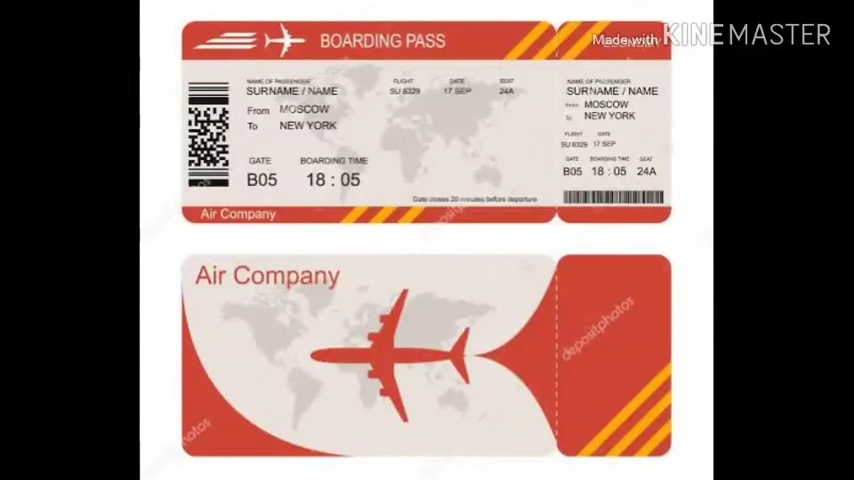 BOARDING PASS
Made with KINEMASTER
NAME OF PASSENGER
SURNAME / NAME
FLIGHT DATE SEAT
SU 6329 17 SEP 24A
From MOSCOW
To NEW YORK
GATE BOARDING TIME
B05 18 : 05
Date closes 20 minutes before departure
Air Company
NAME OF PASSENGER
SURNAME / NAME
From MOSCOW
To NEW YORK
FLIGHT DATE
SU 6329 17 SEP
GATE BOARDING TIME SEAT
B05 18 : 05 24A
Air Company
depositphotos